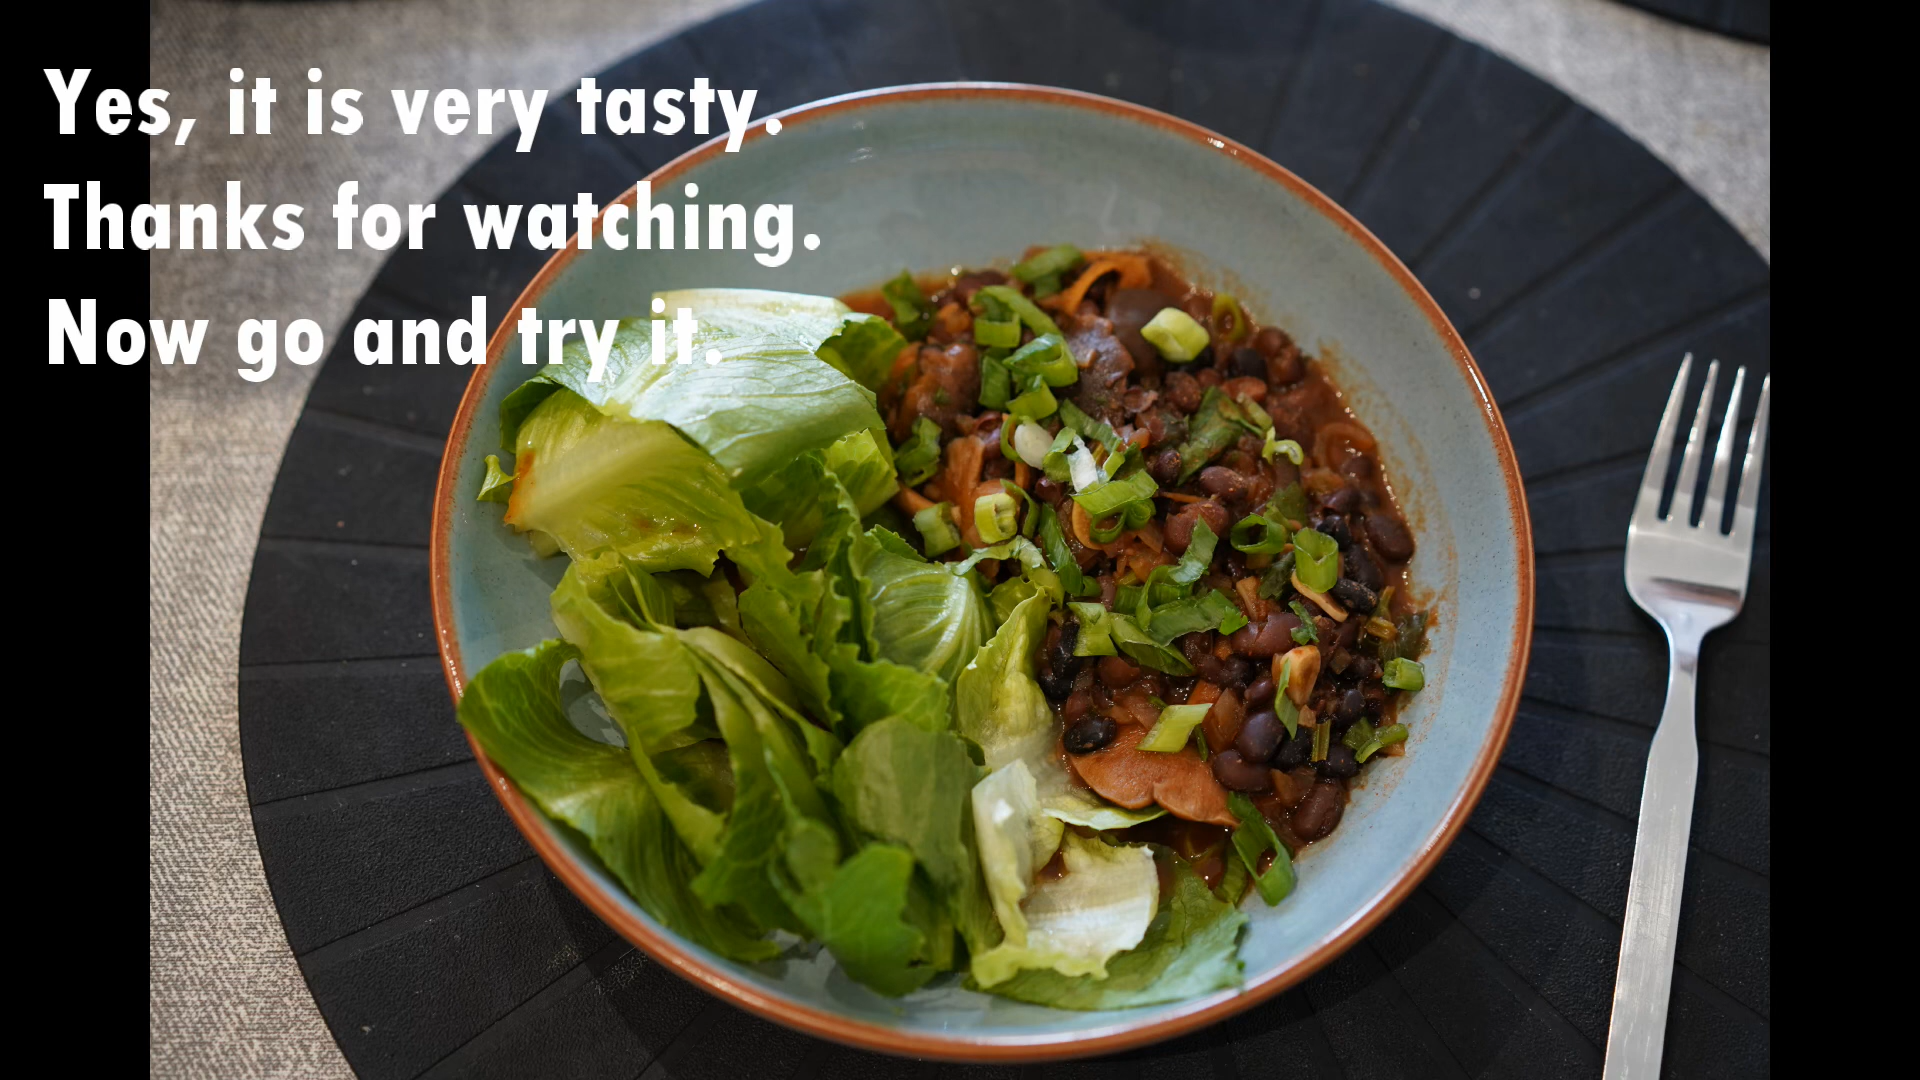 Yes, it is very tasty.
Thanks for watching.
Now go and try it.